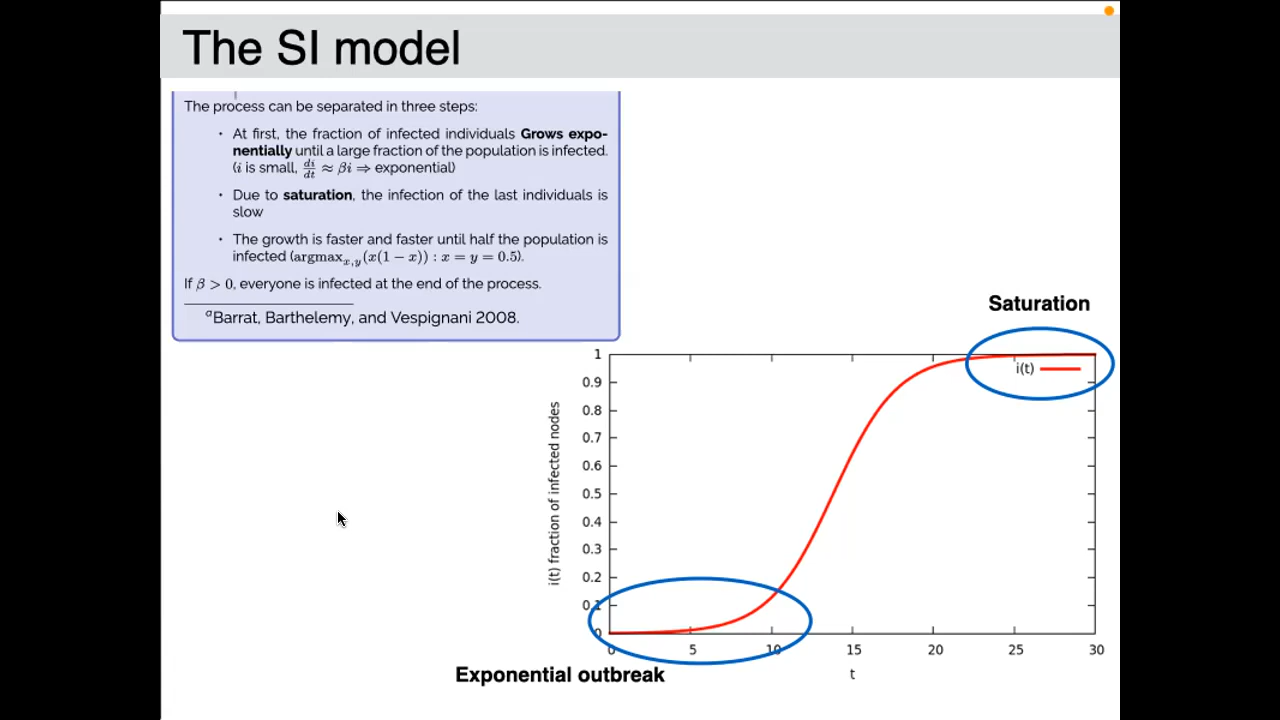 The SI model
The process can be separated in three steps:
• At first, the fraction of infected individuals Grows expo-
nentially until a large fraction of the population is infected.
(i is small, di/dt ≈ βi ⇒ exponential)
• Due to saturation, the infection of the last individuals is
slow
• The growth is faster and faster until half the population is
infected (argmax_{x,y}(x(1 − x)) : x = y = 0.5).
If β > 0, everyone is infected at the end of the process.
ᵃBarrat, Barthelemy, and Vespignani 2008.
Saturation
1
i(t)
0.9
0.8
0.7
0.6
0.5
0.4
0.3
0.2
0.1
0
i(t) fraction of infected nodes
0 5 10 15 20 25 30
t
Exponential outbreak